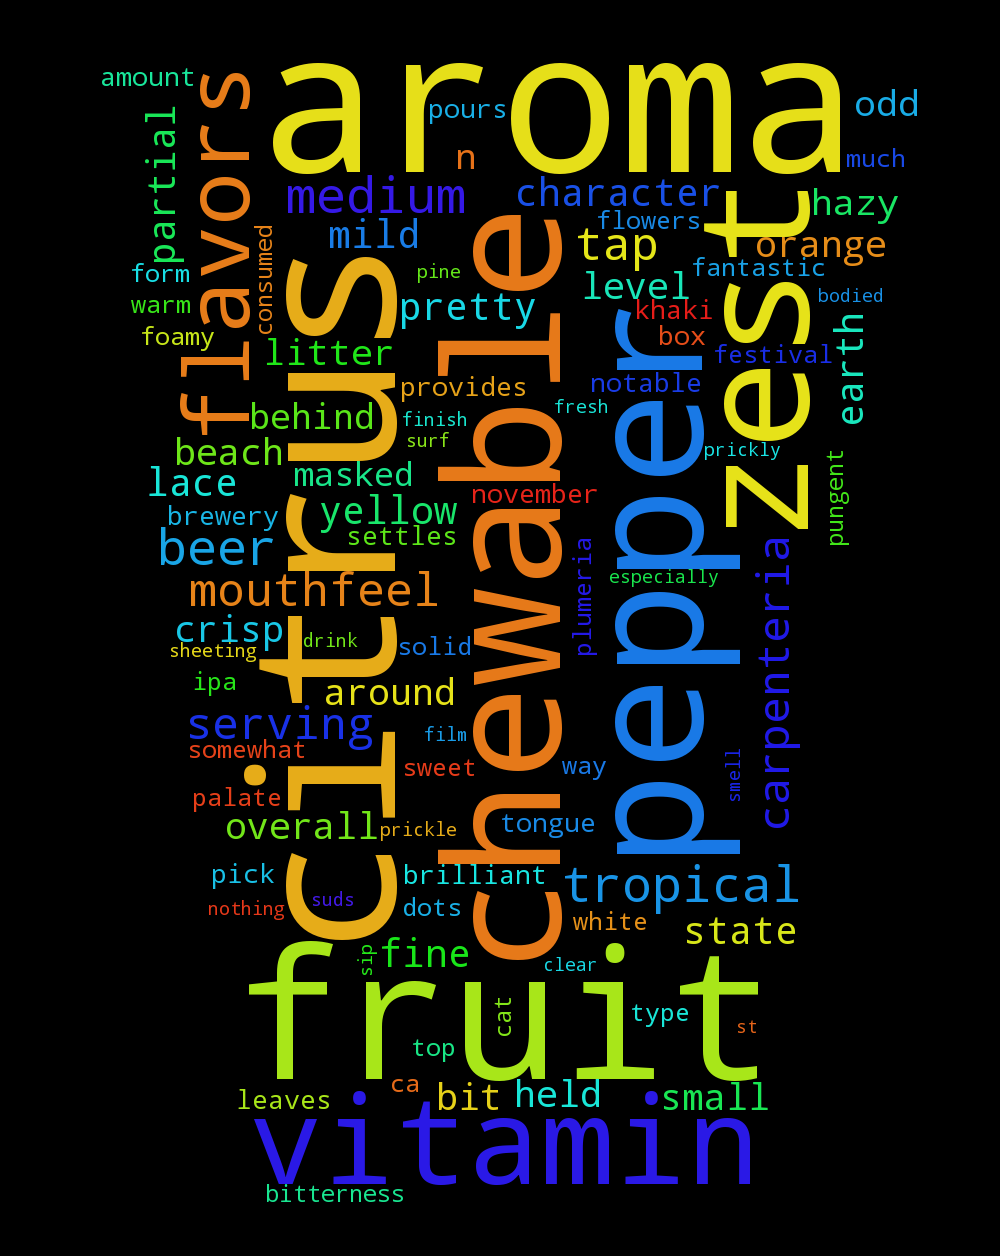 amount
aroma
odd
pours
flavors
partial
n
much
medium
character
zest
hazy
flowers
mild
tap
orange
consumed
citrus
chewable
form
pine
fantastic
level
bodied
warm
pretty
khaki
foamy
box
earth
litter
festival
provides
notable
pepper
behind
finish
fresh
surf
beach
prickly
lace
masked
pungent
november
brewery
yellow
settles
beer
plumeria
carpenteria
especially
mouthfeel
crisp
drink
solid
sheeting
ipa
around
serving
film
somewhat
sweet
way
smell
palate
overall
prickle
tongue
pick
brilliant
tropical
nothing
suds
dots
white
state
sip
fine
clear
fruit
cat
type
st
top
ca
leaves
bit
held
small
vitamin
bitterness